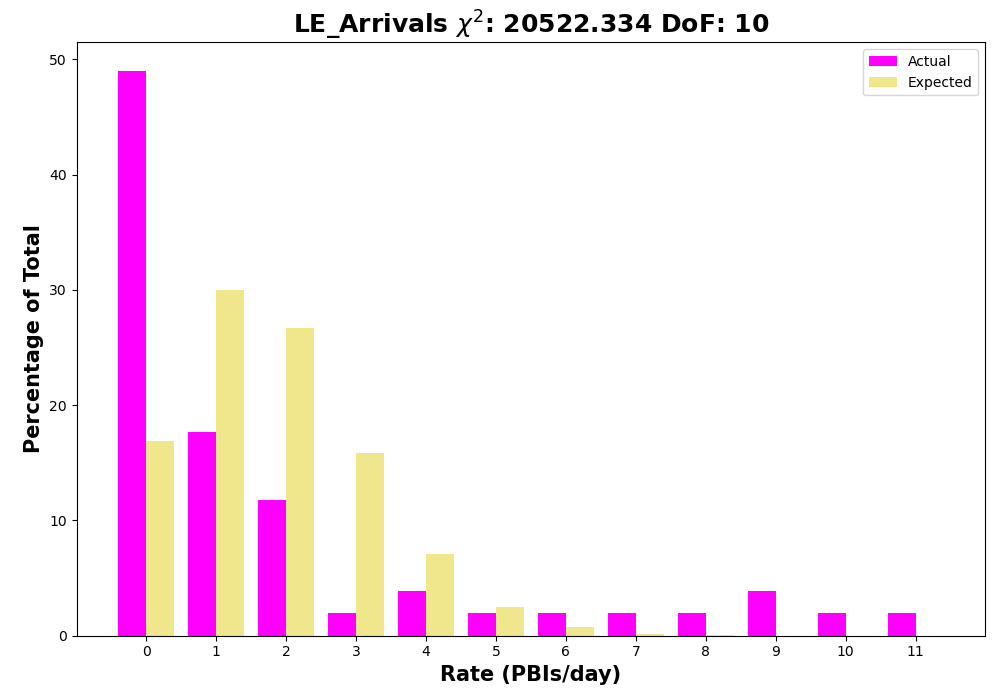 LE_Arrivals χ²: 20522.334 DoF: 10
Actual
Expected
Percentage of Total
50
40
30
20
10
0
0 1 2 3 4 5 6 7 8 9 10 11
Rate (PBIs/day)